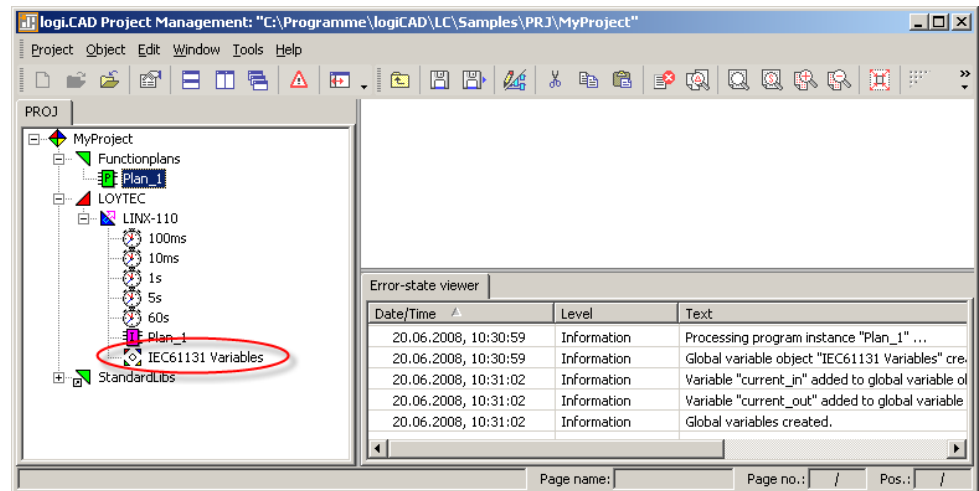 logi.CAD Project Management: "C:\Programme\logiCAD\LC\Samples\PRJ\MyProject"
Project Object Edit Window Tools Help
PROJ
MyProject
Functionplans
P Plan_1
LOYTEC
LINX-110
100ms
10ms
1s
5s
60s
I Plan_1
IEC61131 Variables
StandardLibs
Error-state viewer
Date/Time Level Text
20.06.2008, 10:30:59 Information Processing program instance "Plan_1" ...
20.06.2008, 10:30:59 Information Global variable object "IEC61131 Variables" cre
20.06.2008, 10:31:02 Information Variable "current_in" added to global variable ol
20.06.2008, 10:31:02 Information Variable "current_out" added to global variable
20.06.2008, 10:31:02 Information Global variables created.
Page name: Page no.: / Pos.: /